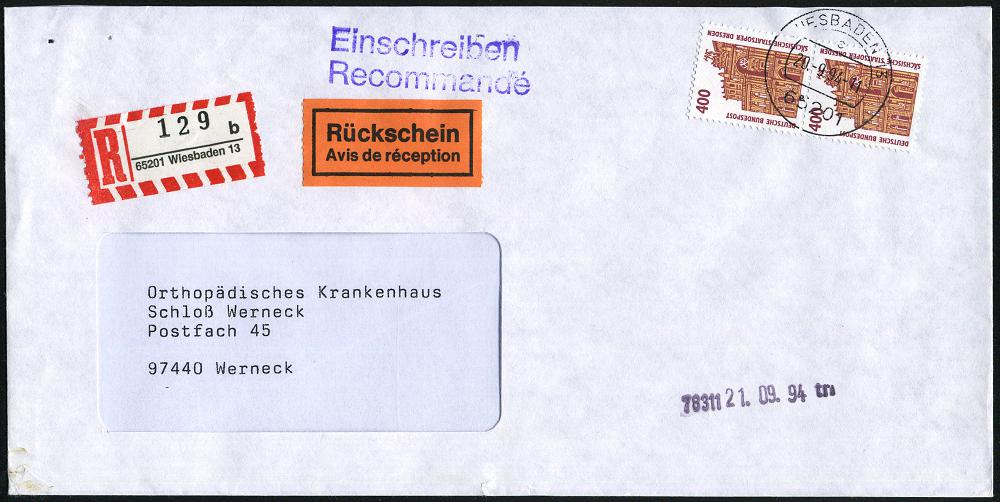 Einschreiben
Recommandé
Rückschein
Avis de réception
R
129 b
65201 Wiesbaden 13
400
SÄCHSISCHE STAATSOPER DRESDEN
DEUTSCHE BUNDESPOST
400
SÄCHSISCHE STAATSOPER DRESDEN
DEUTSCHE BUNDESPOST
WIESBADEN 13
c
20.-9.94
65201
Orthopädisches Krankenhaus
Schloß Werneck
Postfach 45
97440 Werneck
78311 21. 09. 94